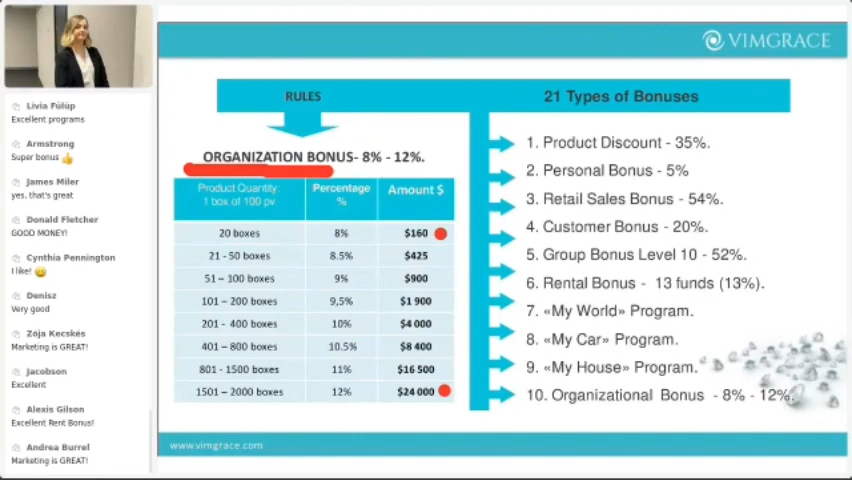 VIMGRACE
Livia Fülüp
Excellent programs
Armstrong
Super bonus 👍
James Miler
yes, that's great
Donald Fletcher
GOOD MONEY!
Cynthia Pennington
I like! 😄
Denisz
Very good
Zója Kecskés
Marketing is GREAT!
Jacobson
Excellent
Alexis Gilson
Excellent Rent Bonus!
Andrea Burrel
Marketing is GREAT!
RULES
ORGANIZATION BONUS- 8% - 12%.
Product Quantity: 1 box of 100 pv Percentage % Amount $
20 boxes 8% $160
21 - 50 boxes 8.5% $425
51 – 100 boxes 9% $900
101 – 200 boxes 9,5% $1 900
201 - 400 boxes 10% $4 000
401 – 800 boxes 10.5% $8 400
801 - 1500 boxes 11% $16 500
1501 – 2000 boxes 12% $24 000
21 Types of Bonuses
1. Product Discount - 35%.
2. Personal Bonus - 5%
3. Retail Sales Bonus - 54%.
4. Customer Bonus - 20%.
5. Group Bonus Level 10 - 52%.
6. Rental Bonus - 13 funds (13%).
7. «My World» Program.
8. «My Car» Program.
9. «My House» Program.
10. Organizational Bonus - 8% - 12%.
www.vimgrace.com